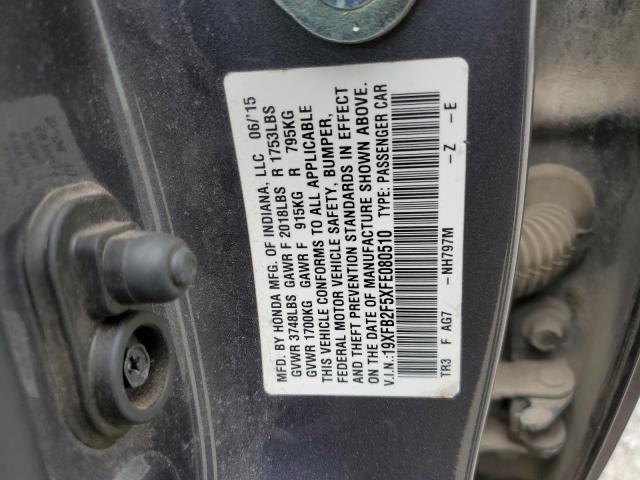 MFD. BY HONDA MFG. OF INDIANA, LLC 06/'15
GVWR 3748LBS GAWR F 2018LBS R 1753LBS
GVWR 1700KG GAWR F 915KG R 795KG
THIS VEHICLE CONFORMS TO ALL APPLICABLE
FEDERAL MOTOR VEHICLE SAFETY, BUMPER,
AND THEFT PREVENTION STANDARDS IN EFFECT
ON THE DATE OF MANUFACTURE SHOWN ABOVE.
V.I.N.:19XFB2F5XFE080510 TYPE: PASSENGER CAR
TR3 F AG7 -NH797M -Z -E